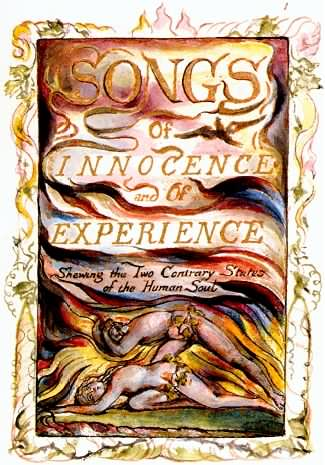 SONGS
of
INNOCENCE
and of
EXPERIENCE
Shewing the Two Contrary States
of the Human Soul